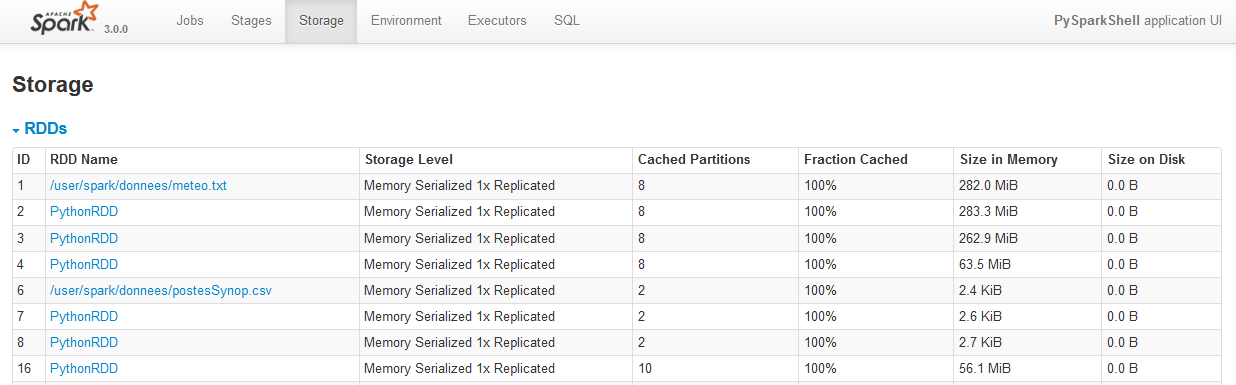 APACHE
Spark 3.0.0 Jobs Stages Storage Environment Executors SQL PySparkShell application UI
Storage
RDDs
ID RDD Name Storage Level Cached Partitions Fraction Cached Size in Memory Size on Disk
1 /user/spark/donnees/meteo.txt Memory Serialized 1x Replicated 8 100% 282.0 MiB 0.0 B
2 PythonRDD Memory Serialized 1x Replicated 8 100% 283.3 MiB 0.0 B
3 PythonRDD Memory Serialized 1x Replicated 8 100% 262.9 MiB 0.0 B
4 PythonRDD Memory Serialized 1x Replicated 8 100% 63.5 MiB 0.0 B
6 /user/spark/donnees/postesSynop.csv Memory Serialized 1x Replicated 2 100% 2.4 KiB 0.0 B
7 PythonRDD Memory Serialized 1x Replicated 2 100% 2.6 KiB 0.0 B
8 PythonRDD Memory Serialized 1x Replicated 2 100% 2.7 KiB 0.0 B
16 PythonRDD Memory Serialized 1x Replicated 10 100% 56.1 MiB 0.0 B